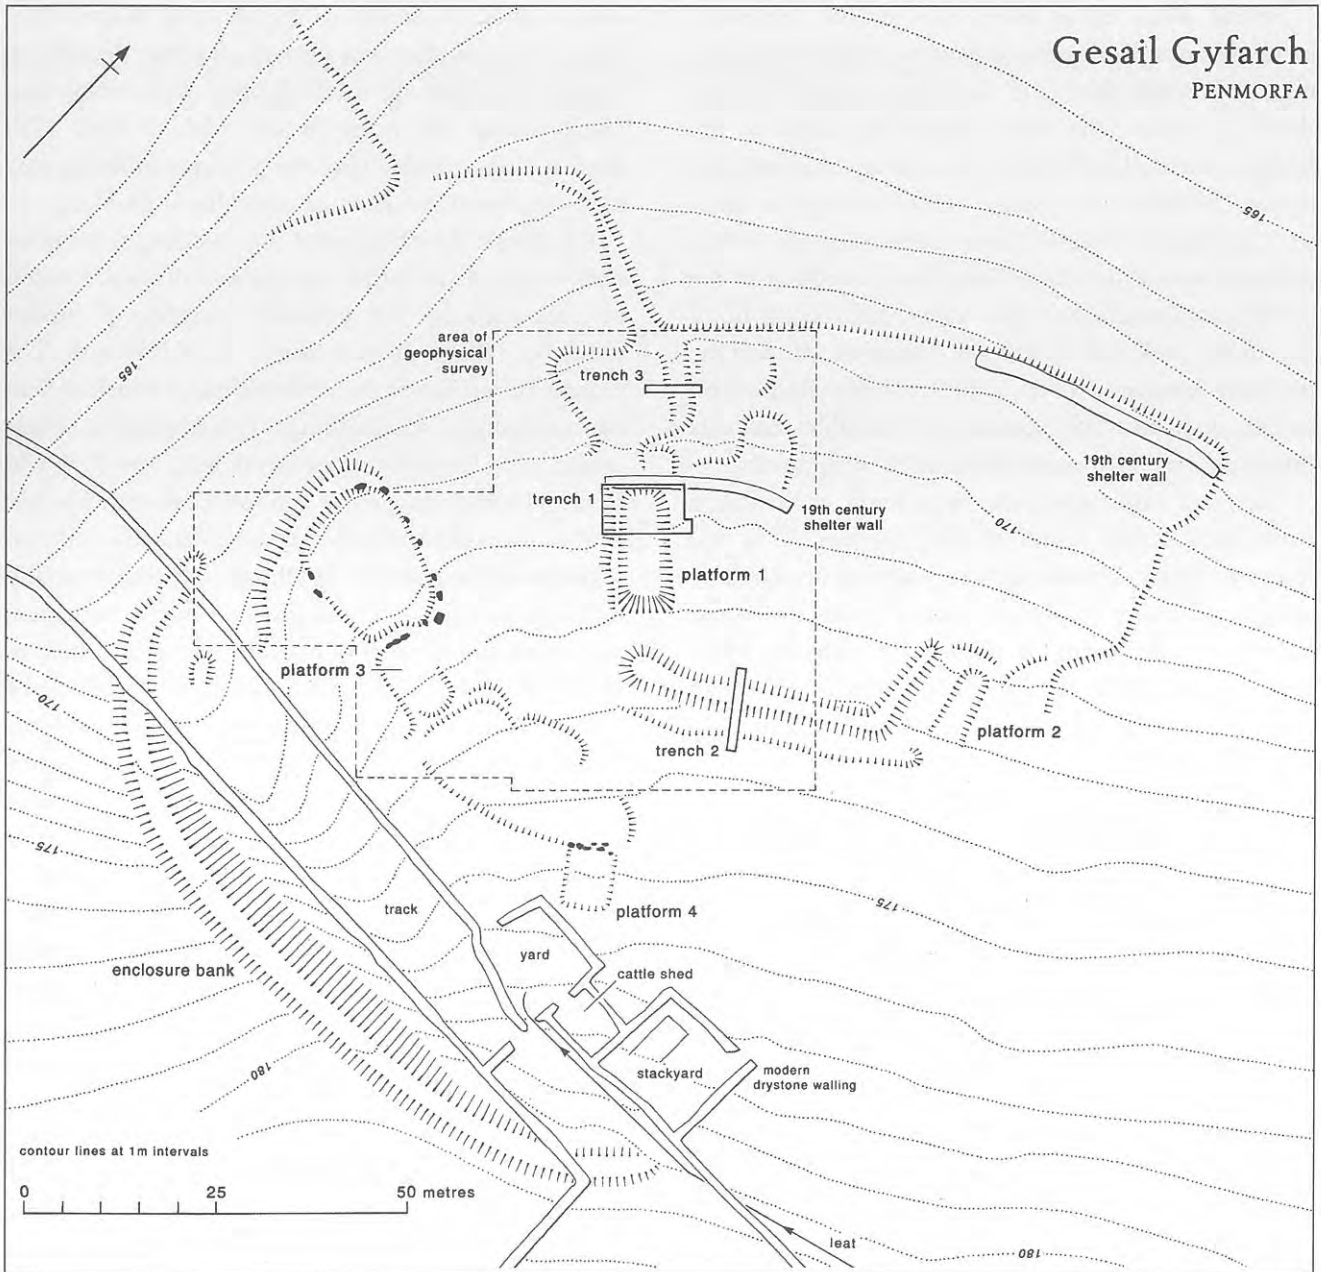 Gesail Gyfarch
PENMORFA
165
area of
geophysical
survey
trench 3
165
19th century
shelter wall
trench 1
19th century
shelter wall
170
platform 1
platform 3
170
trench 2
platform 2
175
track
platform 4
175
yard
enclosure bank
cattle shed
stackyard
modern
drystone walling
180
contour lines at 1m intervals
0 25 50 metres
leat
180